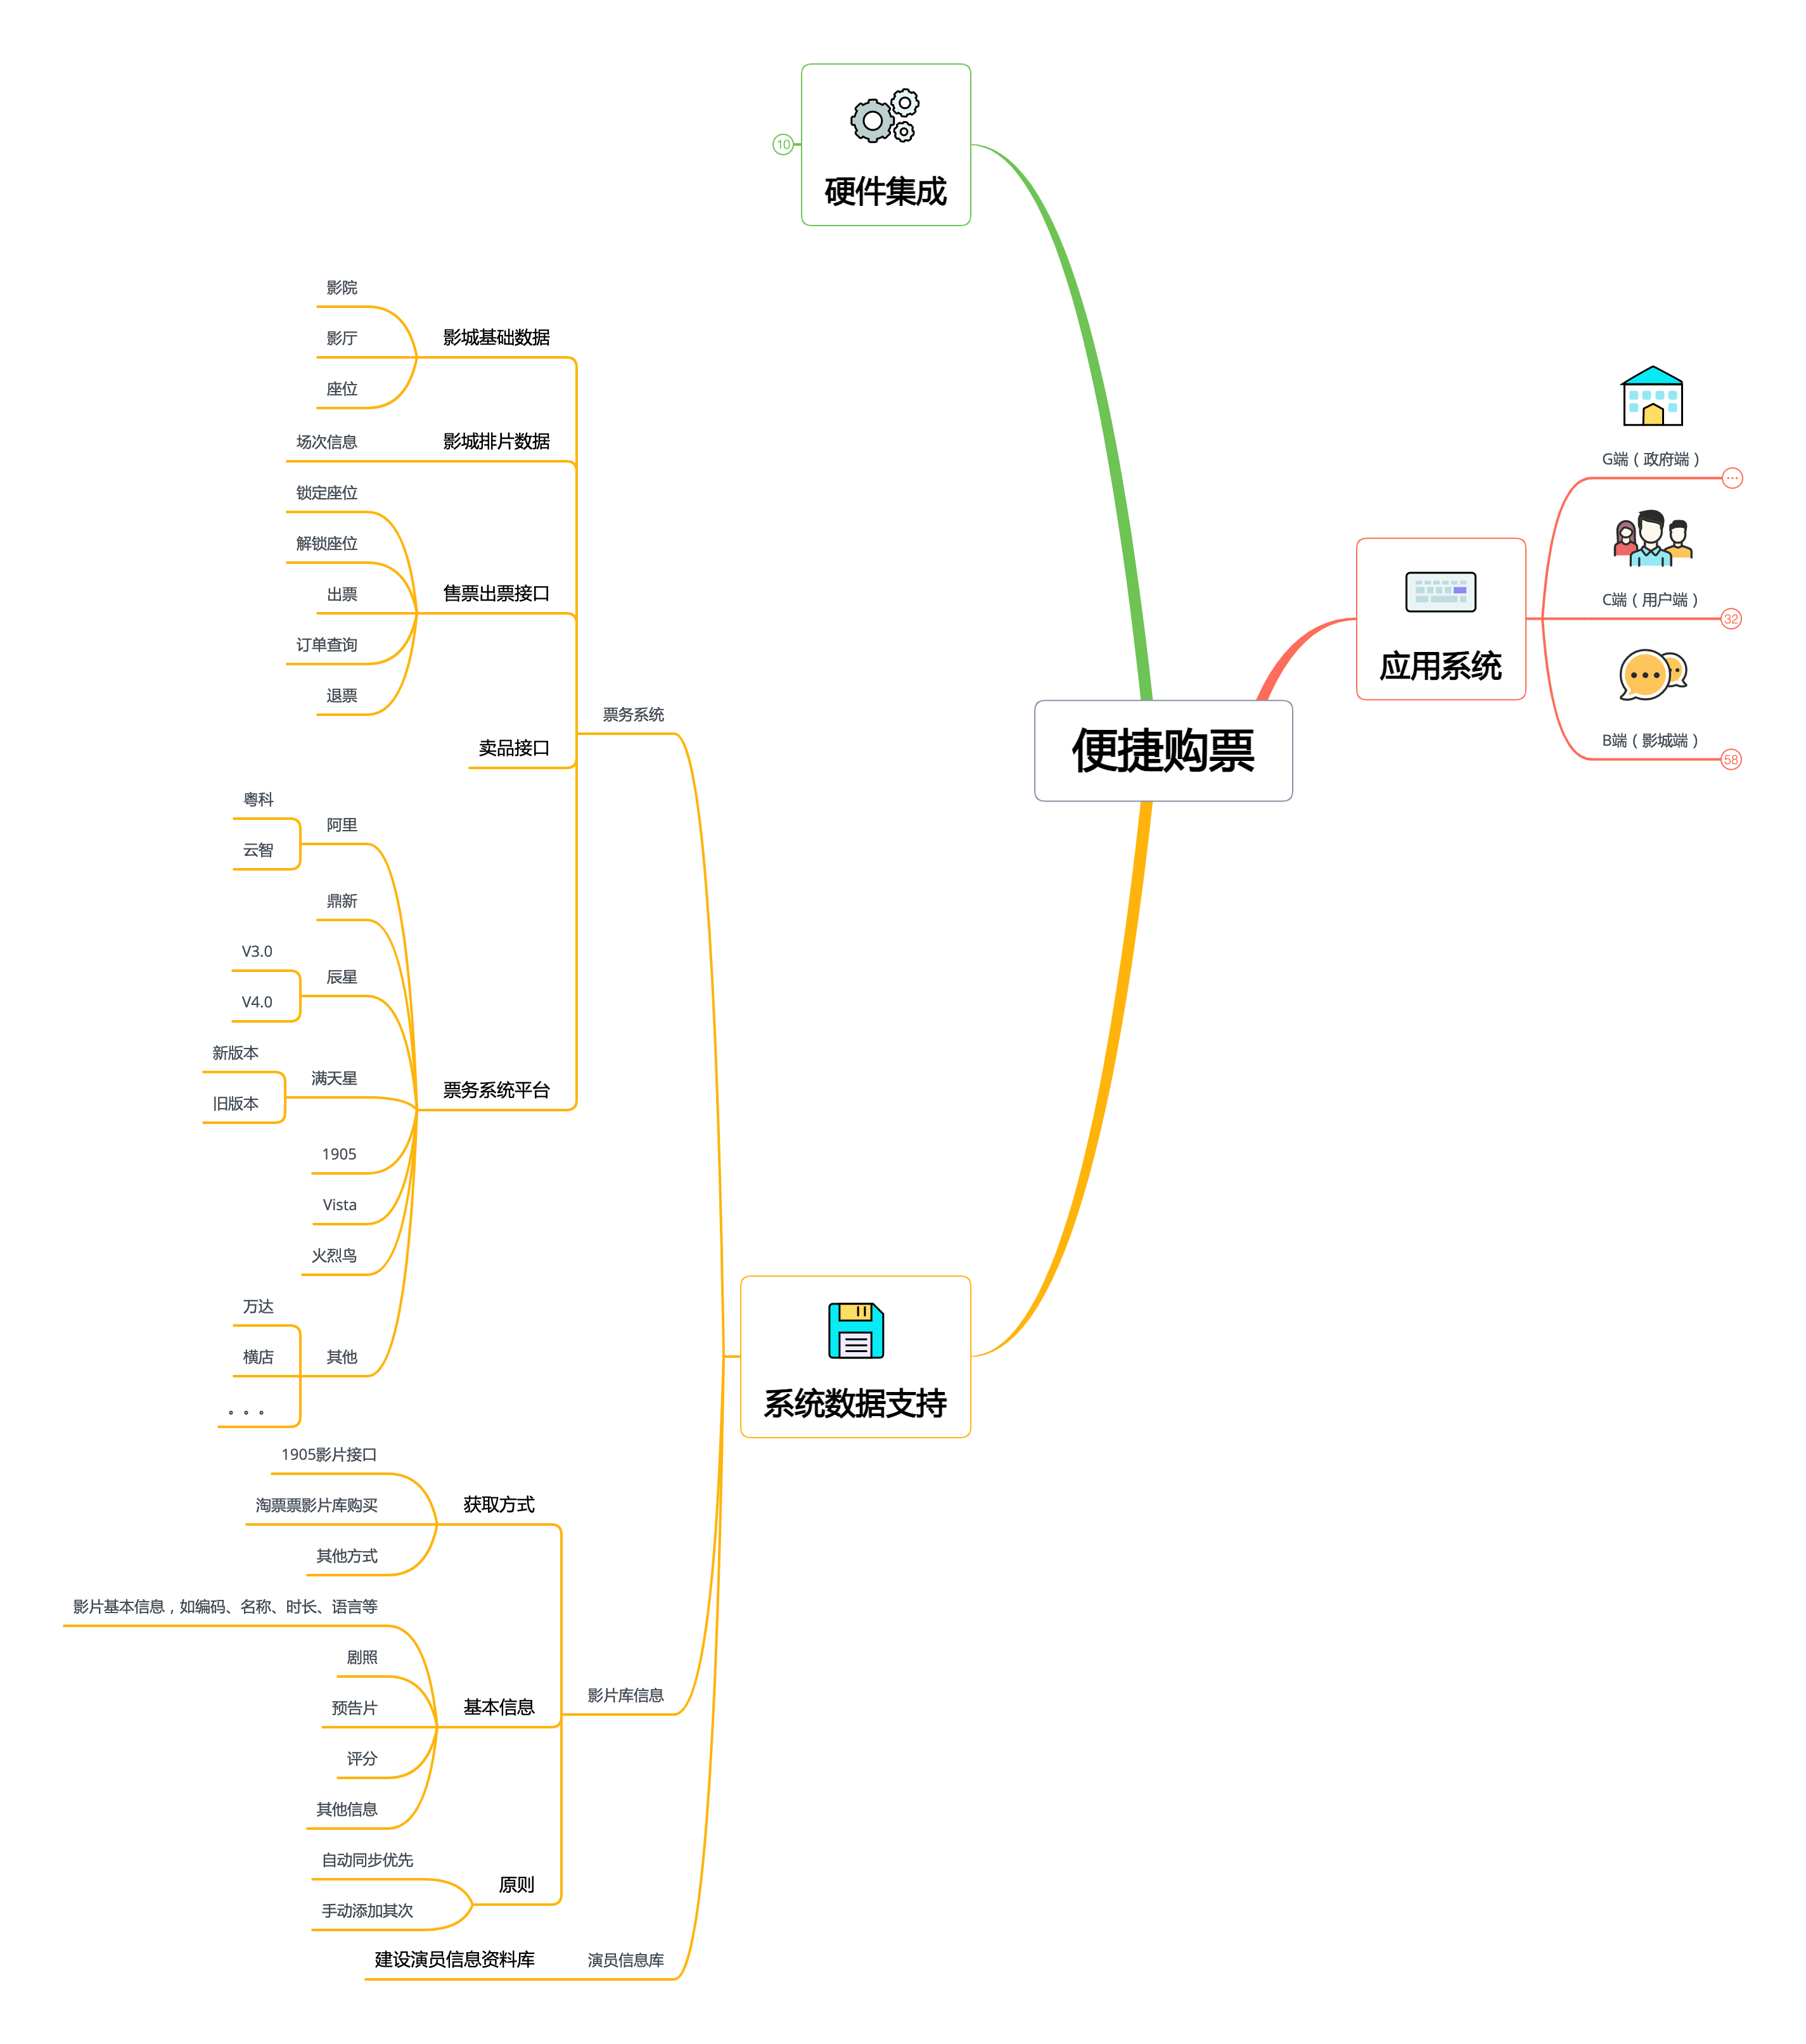 便捷购票
硬件集成
10
应用系统
G端（政府端）
...
C端（用户端）
32
B端（影城端）
58
系统数据支持
票务系统
影城基础数据
影院
影厅
座位
影城排片数据
场次信息
售票出票接口
锁定座位
解锁座位
出票
订单查询
退票
卖品接口
票务系统平台
阿里
粤科
云智
鼎新
辰星
V3.0
V4.0
满天星
新版本
旧版本
1905
Vista
火烈鸟
其他
万达
横店
。。。
影片库信息
获取方式
1905影片接口
淘票票影片库购买
其他方式
基本信息
影片基本信息，如编码、名称、时长、语言等
剧照
预告片
评分
其他信息
原则
自动同步优先
手动添加其次
演员信息库
建设演员信息资料库